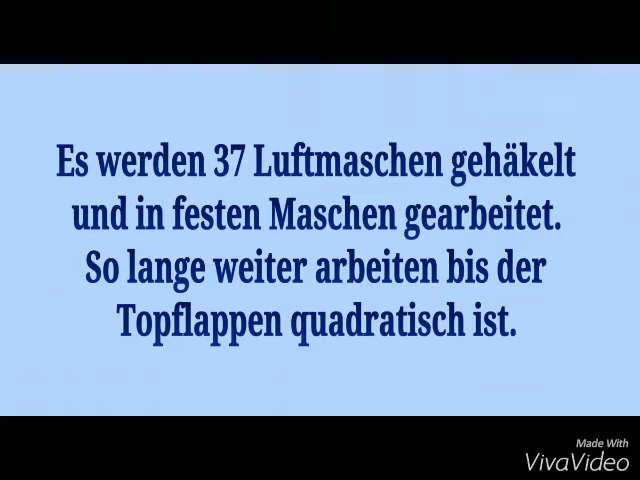 Es werden 37 Luftmaschen gehäkelt
und in festen Maschen gearbeitet.
So lange weiter arbeiten bis der
Topflappen quadratisch ist.
Made With
VivaVideo